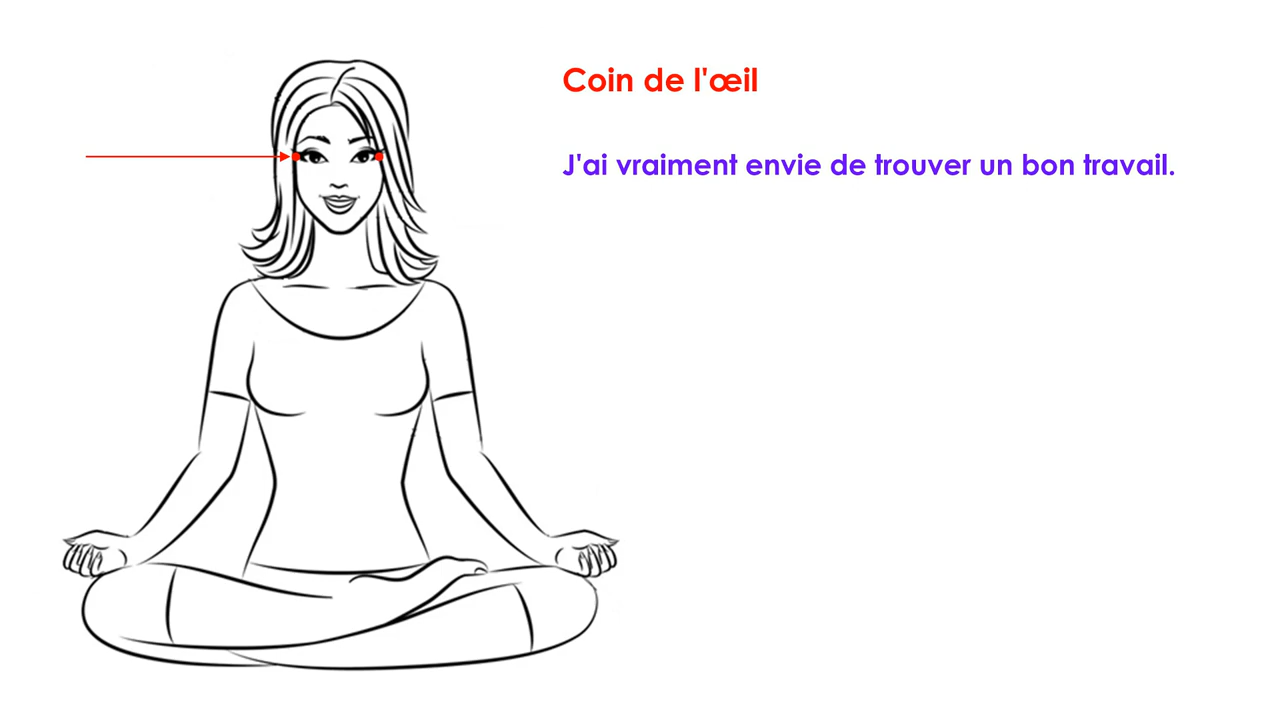 Coin de l'œil
J'ai vraiment envie de trouver un bon travail.